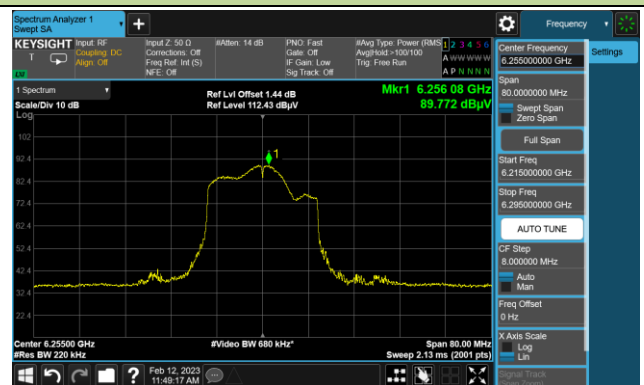 Spectrum Analyzer 1
Swept SA
Frequency
KEYSIGHT
Input: RF
Coupling: DC
Align: Off
Input Z: 50 Ω
Corrections: Off
Freq Ref: Int (S)
NFE: Off
#Atten: 14 dB
PNO: Fast
Gate: Off
IF Gain: Low
Sig Track: Off
#Avg Type: Power (RMS)
Avg|Hold:>100/100
Trig: Free Run
1 2 3 4 5 6
A W W W W W
A P N N N N
Center Frequency
6.255000000 GHz
Settings
Span
80.0000000 MHz
Swept Span
Zero Span
Full Span
Start Freq
6.215000000 GHz
Stop Freq
6.295000000 GHz
AUTO TUNE
CF Step
8.000000 MHz
Auto
Man
Freq Offset
0 Hz
X Axis Scale
Log
Lin
Signal Track
LXI
1 Spectrum
Scale/Div 10 dB
Log
Ref Lvl Offset 1.44 dB
Ref Level 112.43 dBµV
Mkr1 6.256 08 GHz
89.772 dBµV
1
102
92.4
82.4
72.4
62.4
52.4
42.4
32.4
22.4
Center 6.25500 GHz
#Res BW 220 kHz
#Video BW 680 kHz*
Span 80.00 MHz
Sweep 2.13 ms (2001 pts)
Feb 12, 2023
11:49:17 AM